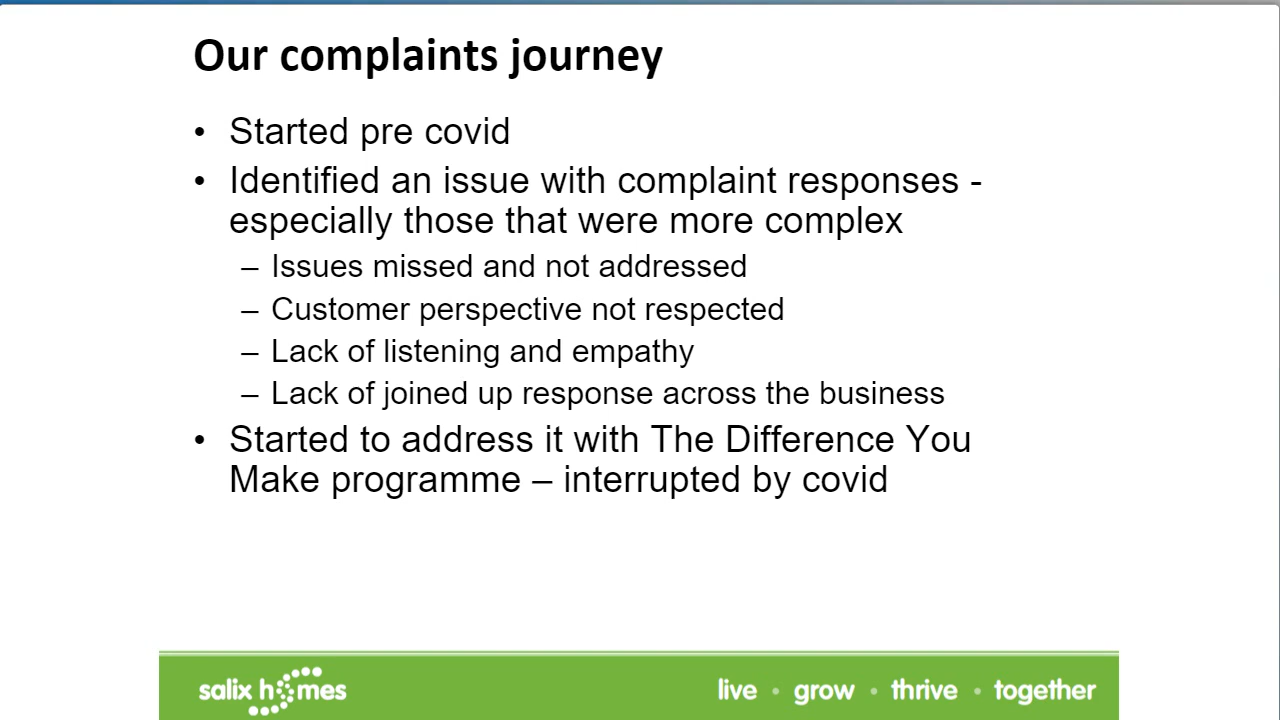 Our complaints journey
• Started pre covid
• Identified an issue with complaint responses -
especially those that were more complex
– Issues missed and not addressed
– Customer perspective not respected
– Lack of listening and empathy
– Lack of joined up response across the business
• Started to address it with The Difference You
Make programme – interrupted by covid
salix homes
live • grow • thrive • together